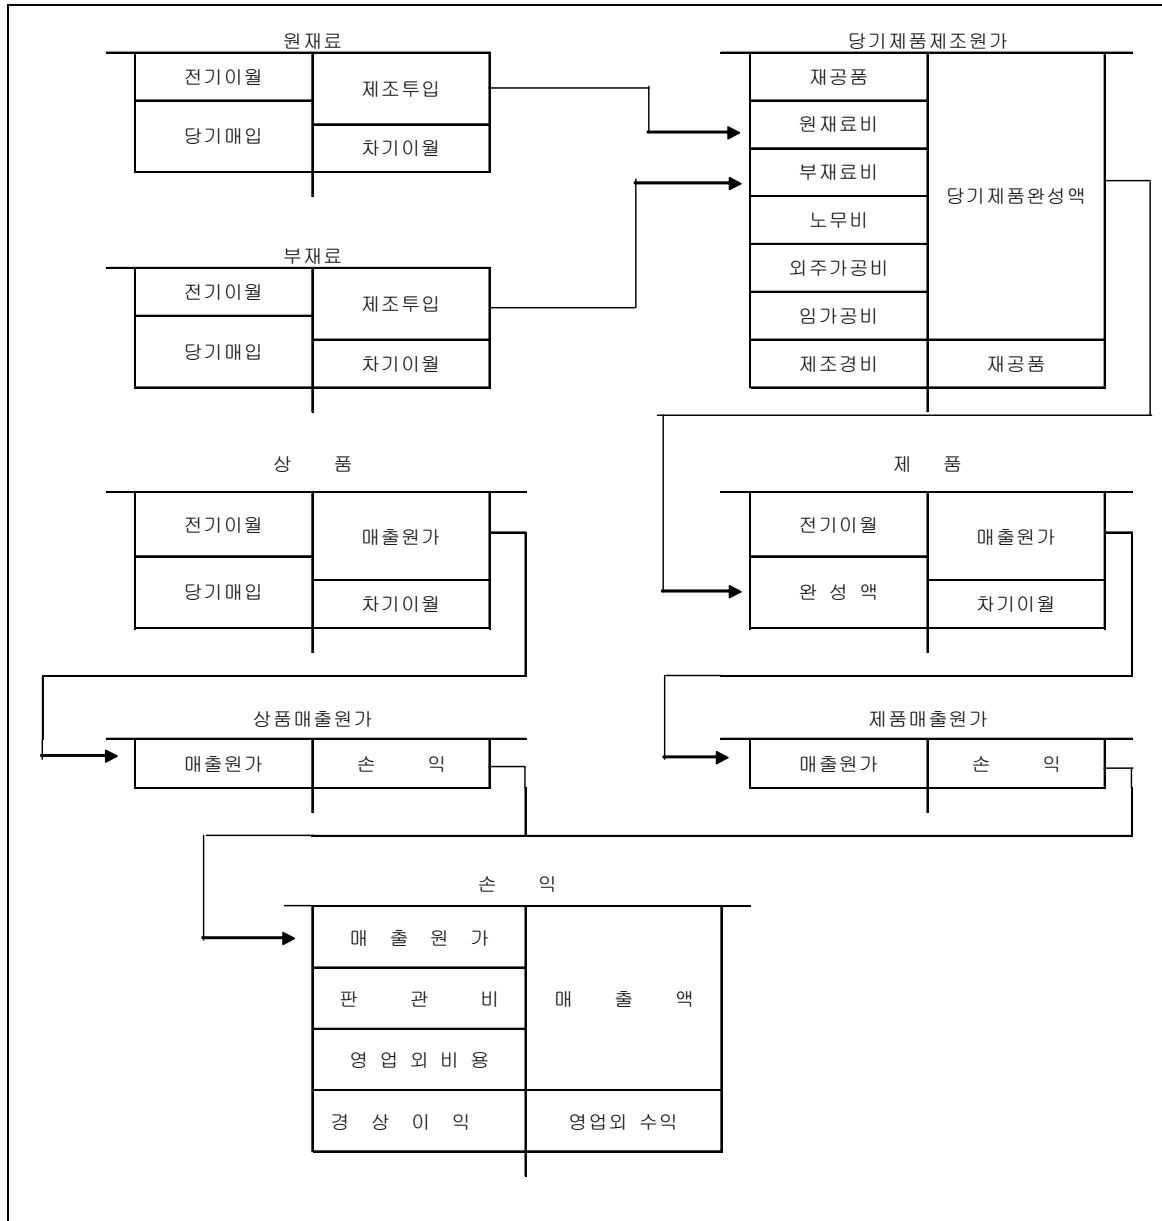 원재료
전기이월
제조투입
당기매입
차기이월
부재료
전기이월
제조투입
당기매입
차기이월
당기제품제조원가
재공품
원재료비
부재료비
노무비
외주가공비
임가공비
제조경비
당기제품완성액
재공품
상 품
전기이월
매출원가
당기매입
차기이월
제 품
전기이월
매출원가
완 성 액
차기이월
상품매출원가
매출원가
손 익
제품매출원가
매출원가
손 익
손 익
매 출 원 가
판 관 비
영 업 외 비 용
경 상 이 익
매 출 액
영업외 수익